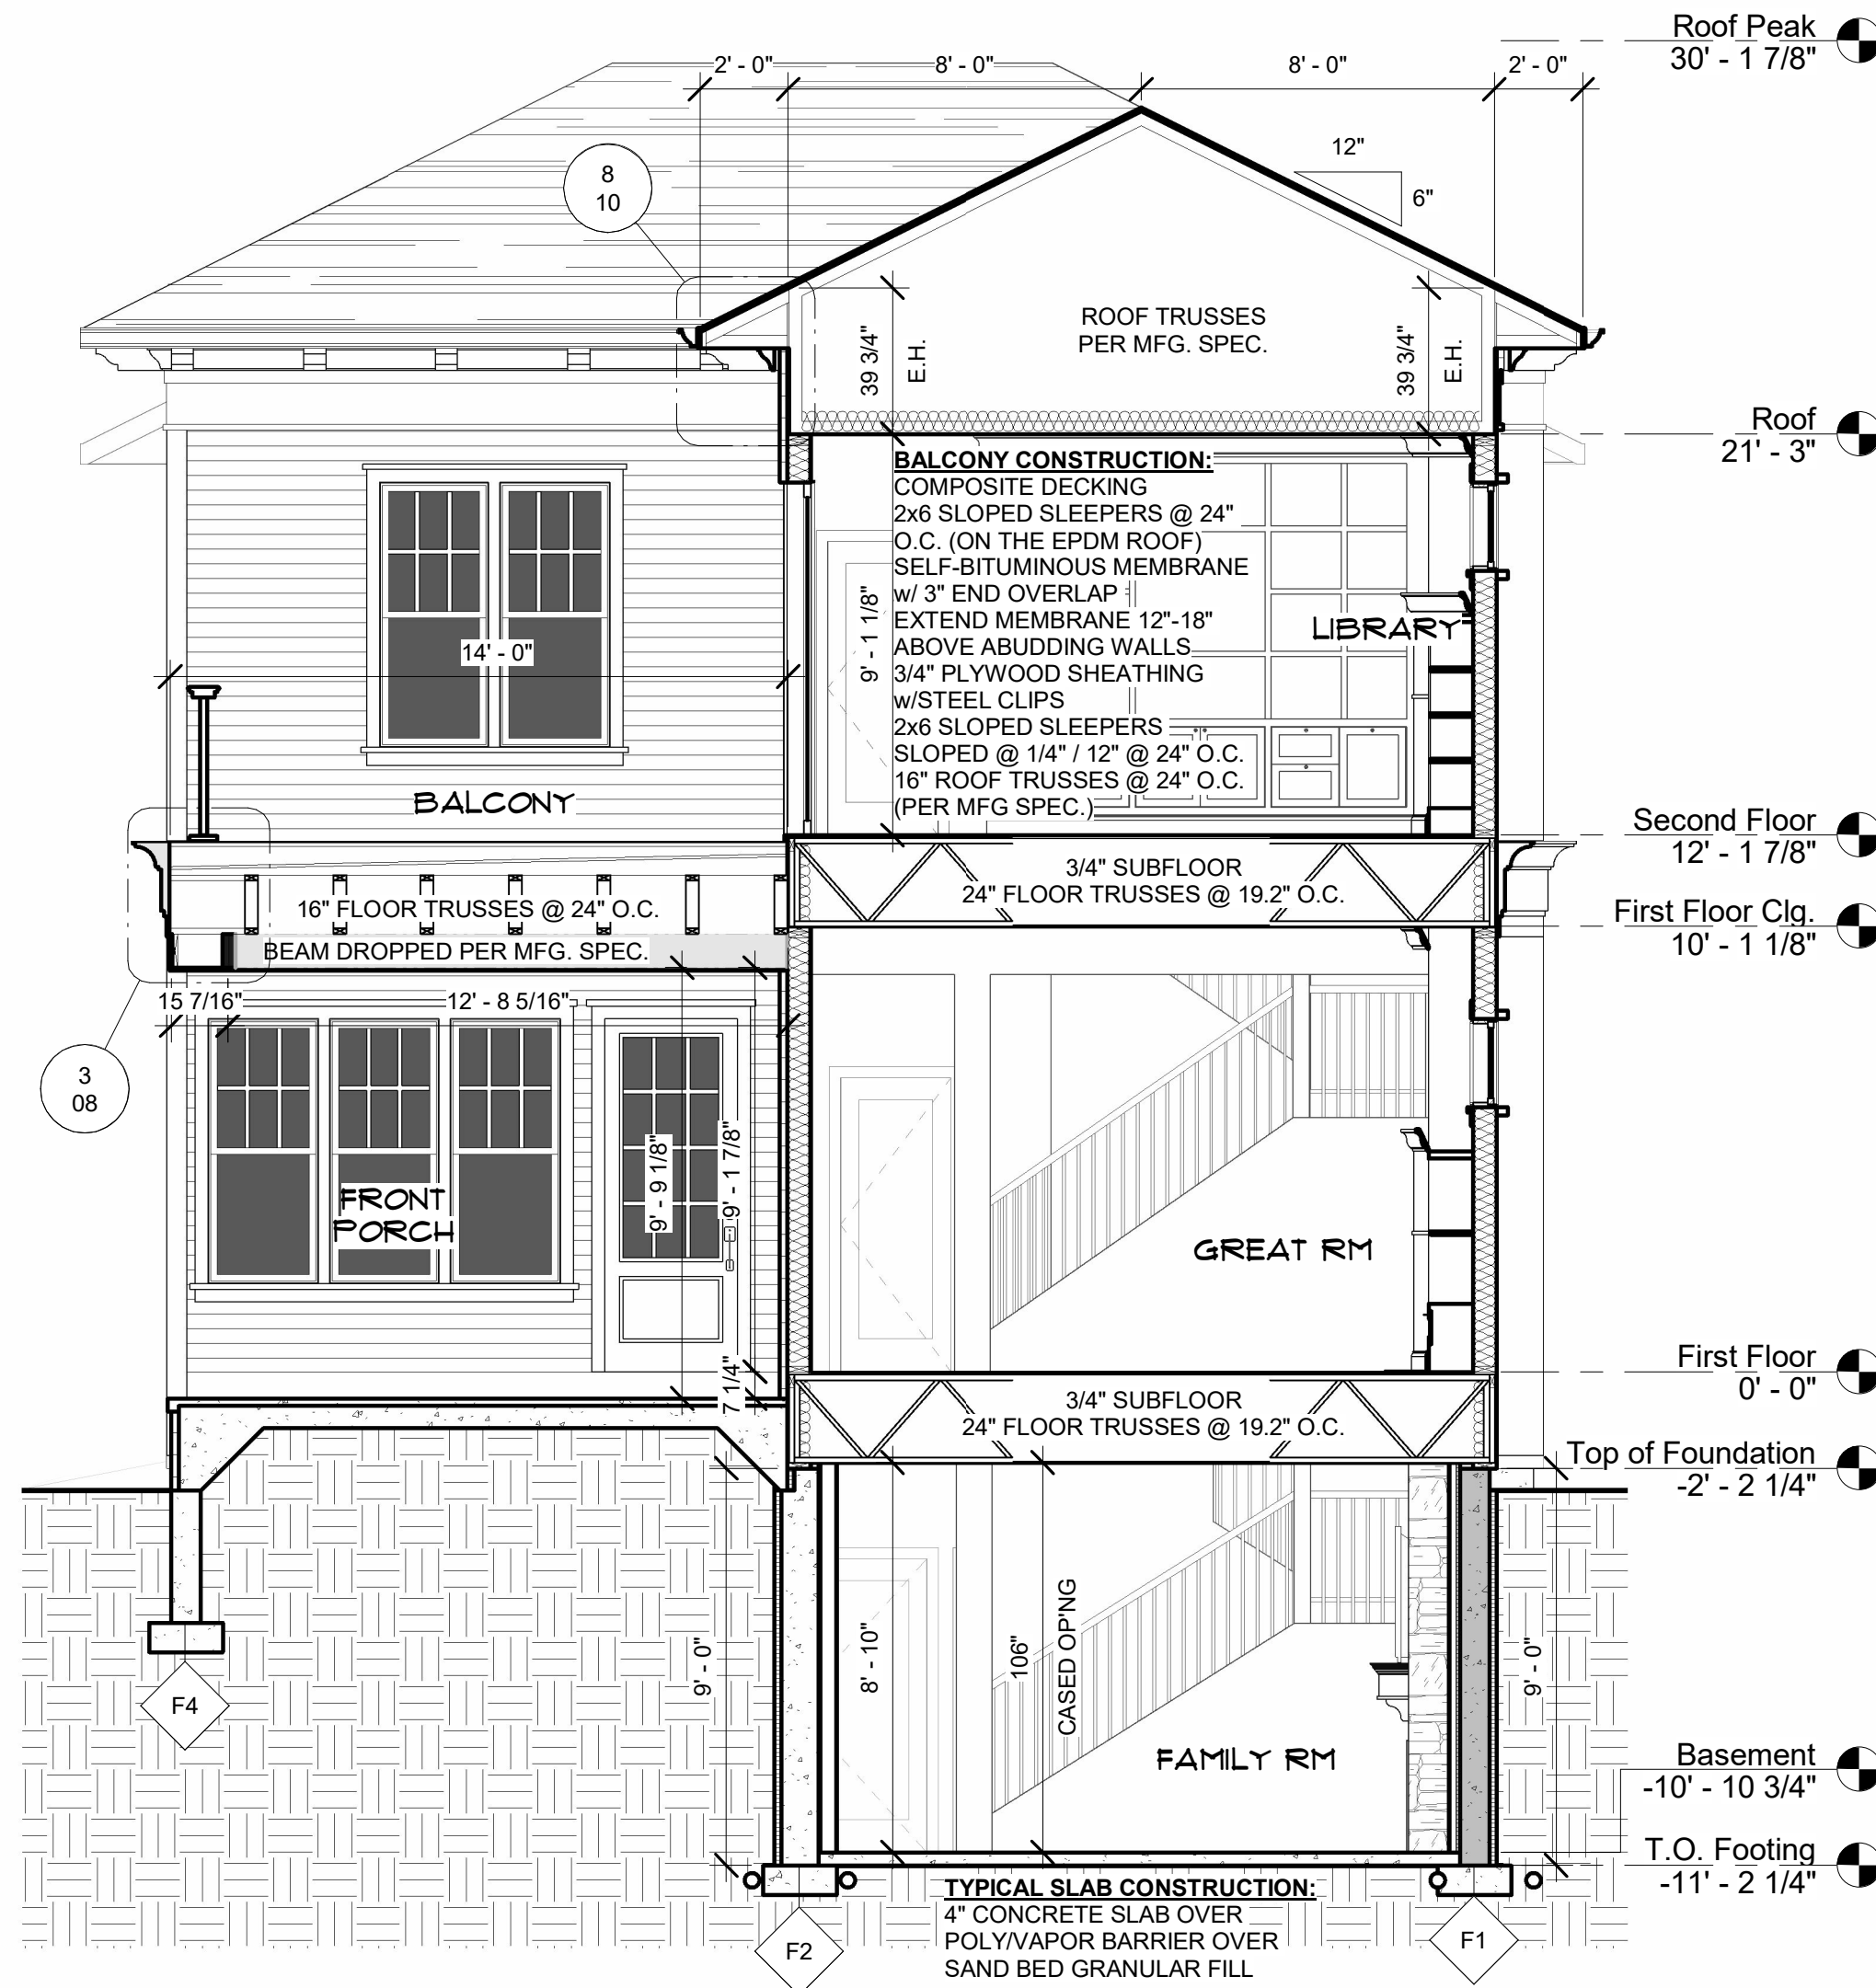 Roof Peak
30' - 1 7/8"
2' - 0"
8' - 0"
8' - 0"
2' - 0"
12"
6"
8
10
ROOF TRUSSES
PER MFG. SPEC.
39 3/4"
E.H.
39 3/4"
E.H.
Roof
21' - 3"
BALCONY CONSTRUCTION:
COMPOSITE DECKING
2x6 SLOPED SLEEPERS @ 24"
O.C. (ON THE EPDM ROOF)
SELF-BITUMINOUS MEMBRANE
w/ 3" END OVERLAP
EXTEND MEMBRANE 12"-18"
ABOVE ABUDDING WALLS
3/4" PLYWOOD SHEATHING
w/STEEL CLIPS
2x6 SLOPED SLEEPERS
SLOPED @ 1/4" / 12" @ 24" O.C.
16" ROOF TRUSSES @ 24" O.C.
(PER MFG SPEC.)
9' - 1 1/8"
LIBRARY
14' - 0"
BALCONY
Second Floor
12' - 1 7/8"
3/4" SUBFLOOR
24" FLOOR TRUSSES @ 19.2" O.C.
16" FLOOR TRUSSES @ 24" O.C.
First Floor Clg.
10' - 1 1/8"
BEAM DROPPED PER MFG. SPEC.
15 7/16"
12' - 8 5/16"
3
08
9' - 9 1/8"
9' - 1 7/8"
FRONT
PORCH
GREAT RM
7 1/4"
First Floor
0' - 0"
3/4" SUBFLOOR
24" FLOOR TRUSSES @ 19.2" O.C.
Top of Foundation
-2' - 2 1/4"
9' - 0"
8' - 10"
106"
CASED OP'NG
9' - 0"
F4
FAMILY RM
Basement
-10' - 10 3/4"
T.O. Footing
-11' - 2 1/4"
TYPICAL SLAB CONSTRUCTION:
4" CONCRETE SLAB OVER
POLY/VAPOR BARRIER OVER
SAND BED GRANULAR FILL
F2
F1